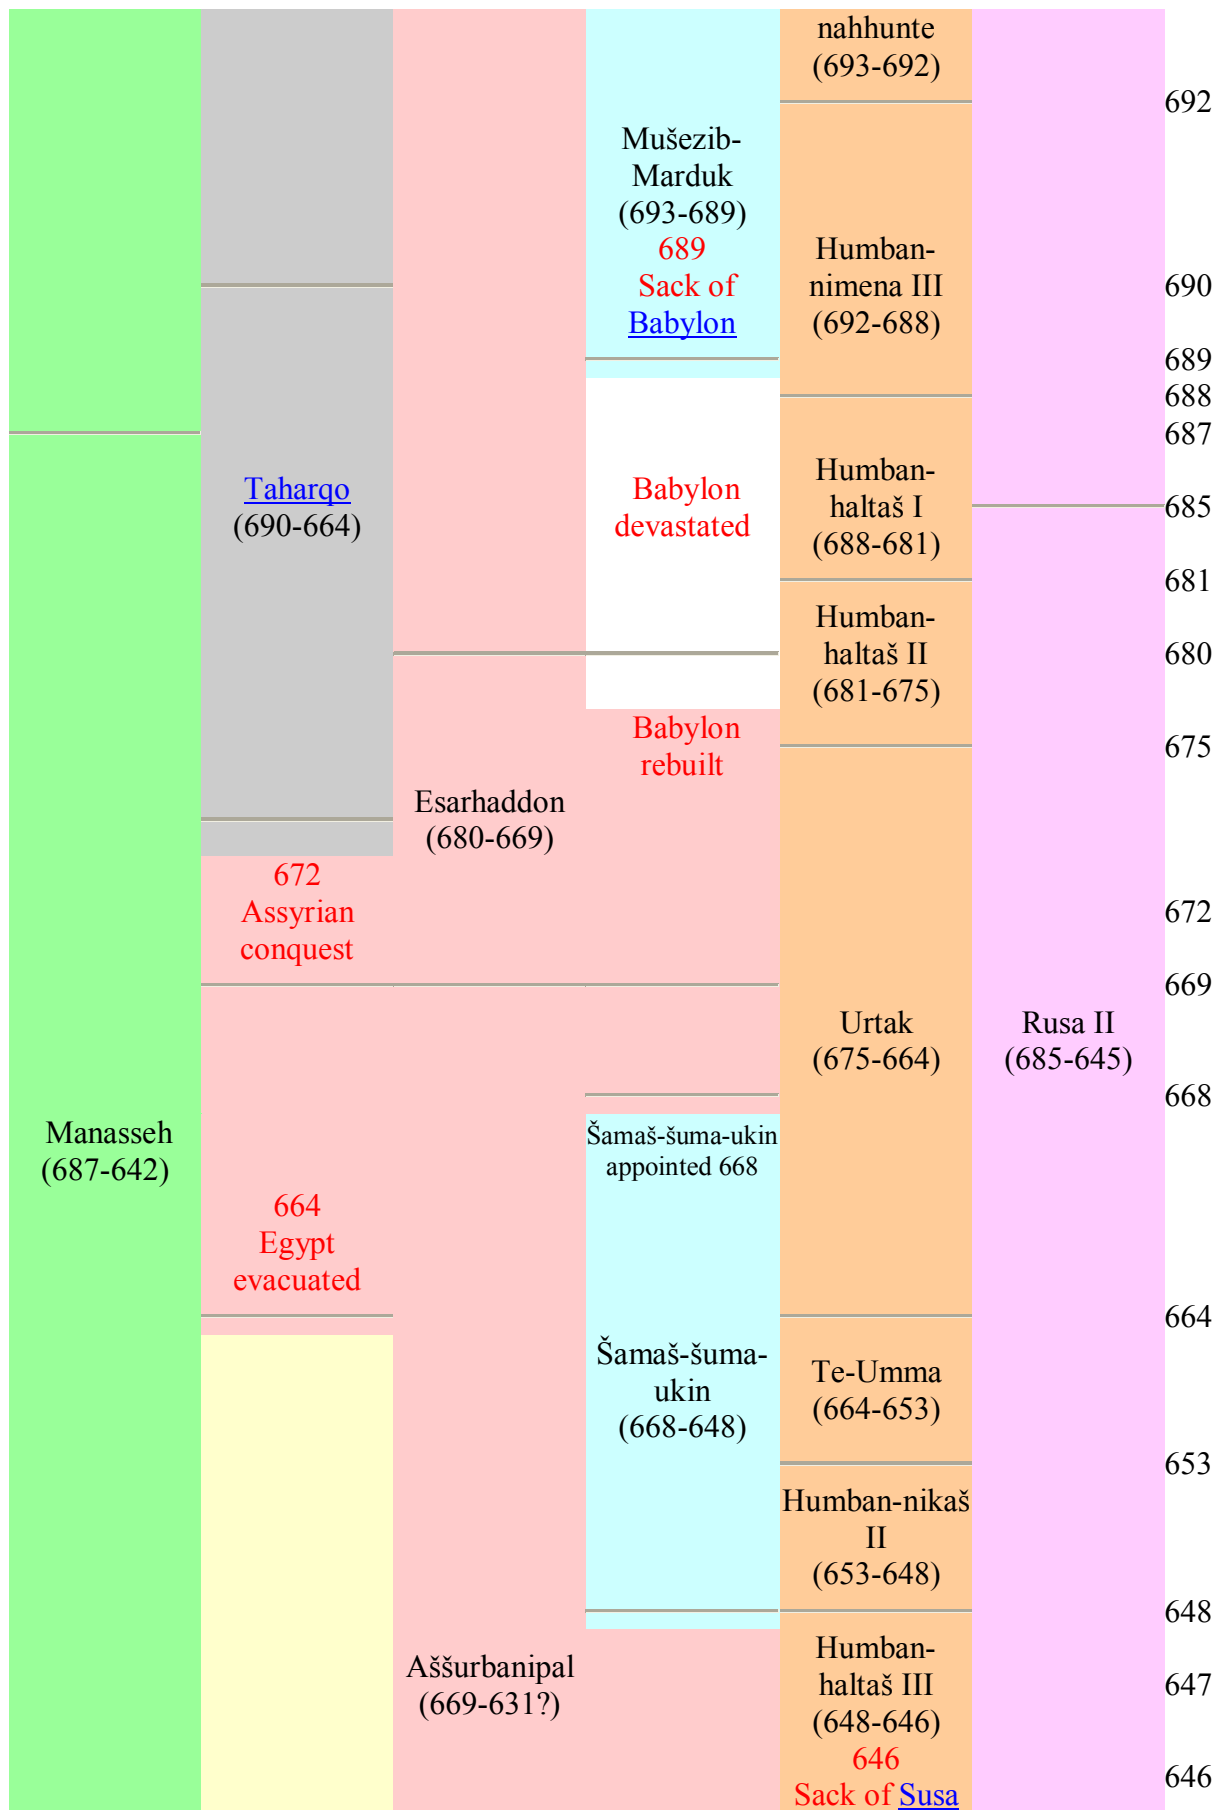 nahhunte
(693-692)
692
Mušezib-
Marduk
(693-689)
689
Sack of
Babylon
Humban-
nimena III
(692-688)
690
689
688
687
Taharqo
(690-664)
Babylon
devastated
Humban-
haltaš I
(688-681)
685
681
Humban-
haltaš II
(681-675)
680
Babylon
rebuilt
675
Esarhaddon
(680-669)
672
Assyrian
conquest
672
669
Urtak
(675-664)
Rusa II
(685-645)
668
Manasseh
(687-642)
Šamaš-šuma-ukin
appointed 668
664
Egypt
evacuated
664
Šamaš-šuma-
ukin
(668-648)
Te-Umma
(664-653)
653
Humban-nikaš
II
(653-648)
648
Aššurbanipal
(669-631?)
Humban-
haltaš III
(648-646)
646
Sack of Susa
647
646